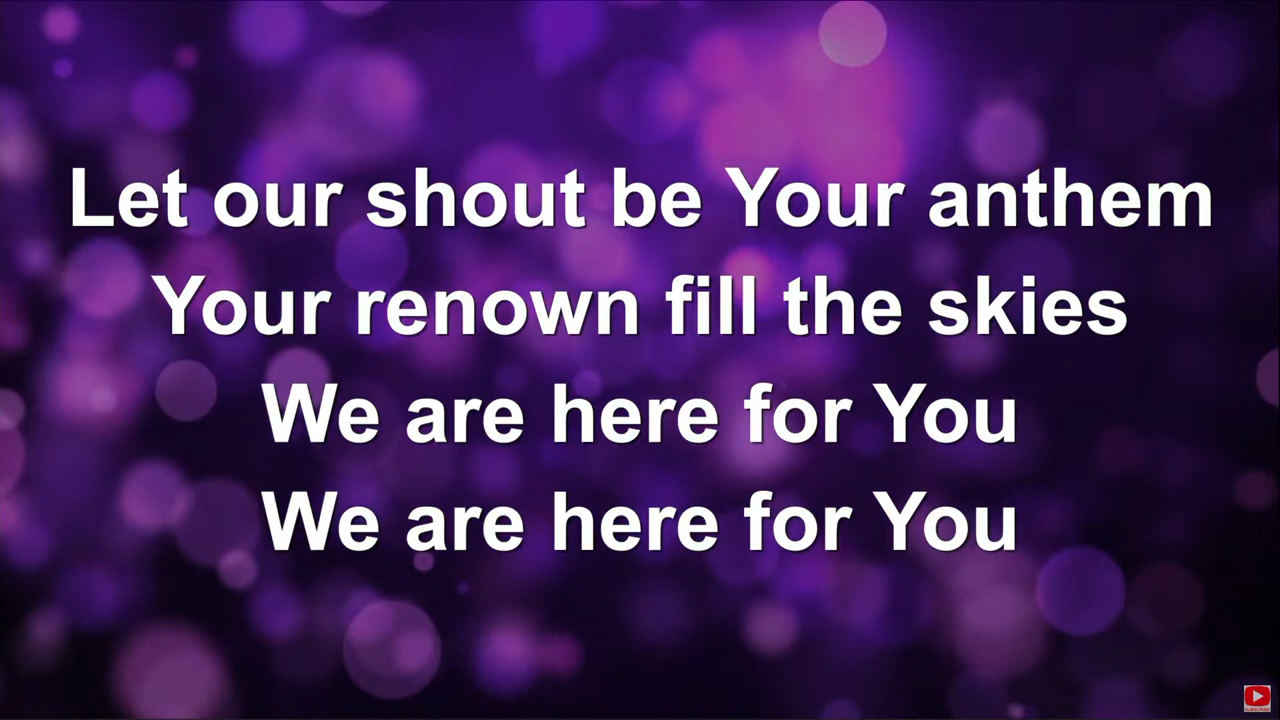 Let our shout be Your anthem
Your renown fill the skies
We are here for You
We are here for You
SUBSCRIBE